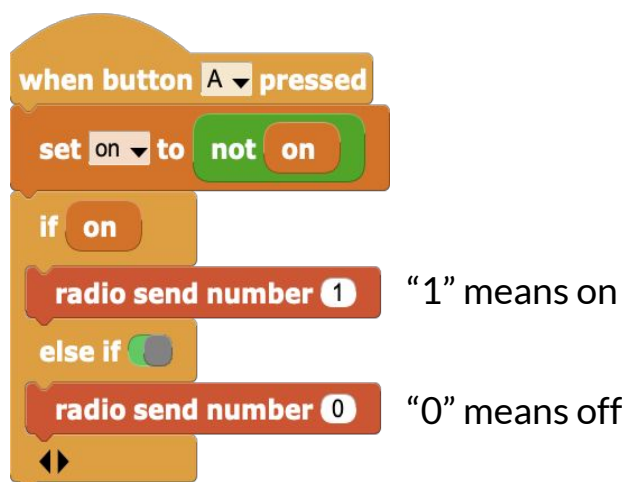 when button A pressed
set on to not on
if on
radio send number 1 “1” means on
else if
radio send number 0 “0” means off